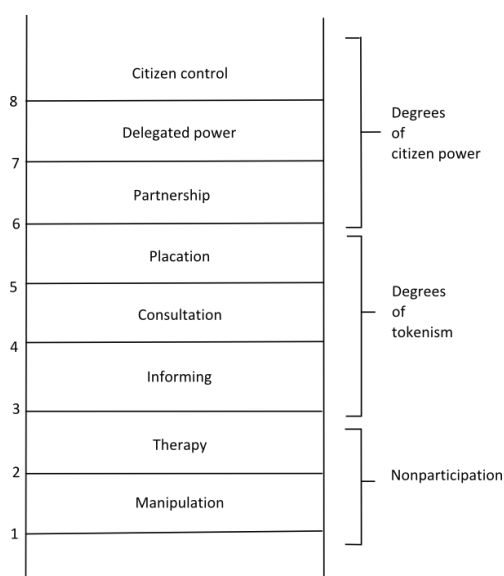 Citizen control
8
Delegated power
7
Partnership
6
Placation
5
Consultation
4
Informing
3
Therapy
2
Manipulation
1
Degrees
of
citizen power
Degrees
of
tokenism
Nonparticipation